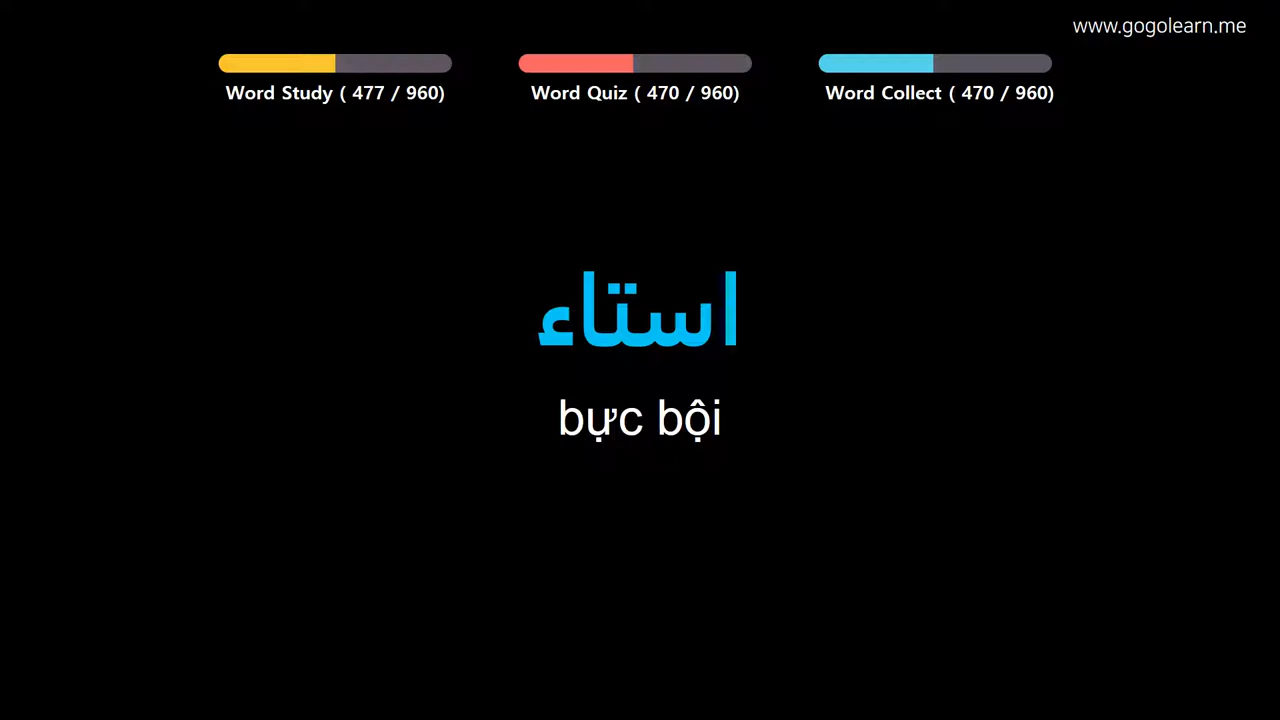 www.gogolearn.me
Word Study ( 477 / 960)
Word Quiz ( 470 / 960)
Word Collect ( 470 / 960)
استاء
bực bội